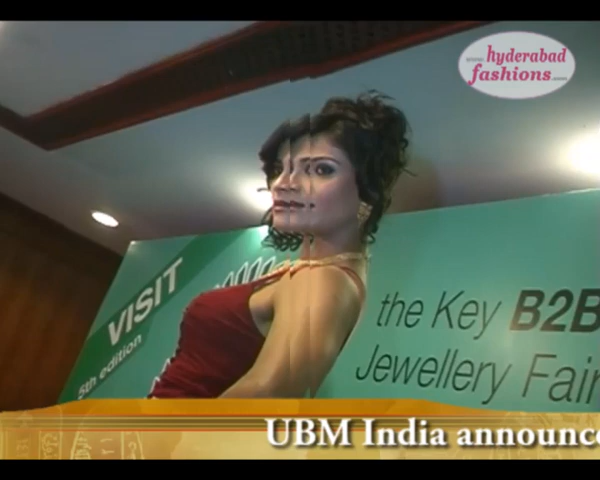 www.hyderabad
fashions.com
VISIT
5th edition
the Key B2B
Jewellery Fair
UBM India announce